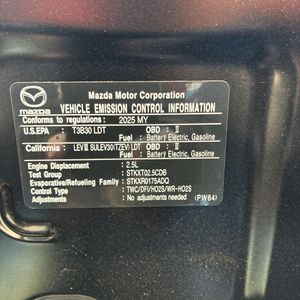 Mazda Motor Corporation
mazda VEHICLE EMISSION CONTROL INFORMATION
Conforms to regulations : 2025 MY
U.S.EPA : T3B30 LDT OBD : II
Fuel : Battery Electric, Gasoline
California : LEVIII SULEV30(TZEV) LDT OBD : II
Fuel : Battery Electric, Gasoline
Engine Displacement : 2.5L
Test Group : STKXT02.5CDB
Evaporative/Refueling Family : STKXR0175ADQ
Control Type : TWC/DFI/HO2S/WR-HO2S
Adjustments : No adjustments needed (PW64)